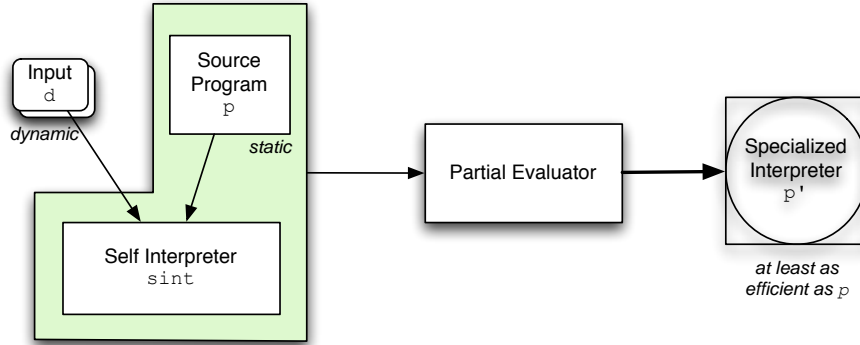 Input
d
dynamic
Source
Program
p
static
Self Interpreter
sint
Partial Evaluator
Specialized
Interpreter
p'
at least as
efficient as p